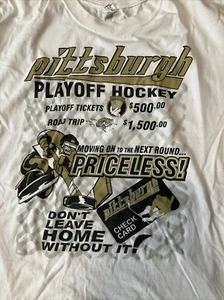 pittsburgh
PLAYOFF HOCKEY
PLAYOFF TICKETS $500.00
ROAD TRIP $1,500.00
MOVING ON TO THE NEXT ROUND...
PRICELESS!
pittsburgh
CHECK CARD
DON'T
LEAVE
HOME
WITHOUT IT!